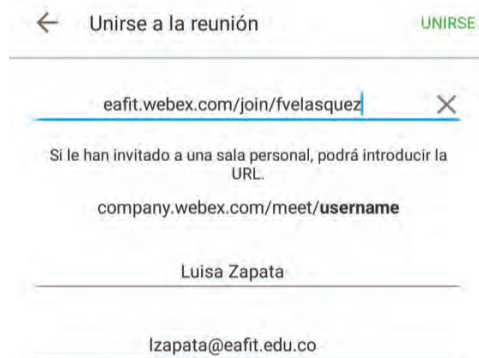 ← Unirse a la reunión UNIRSE
eafit.webex.com/join/fvelasquez
Si le han invitado a una sala personal, podrá introducir la
URL.
company.webex.com/meet/username
Luisa Zapata
lzapata@eafit.edu.co